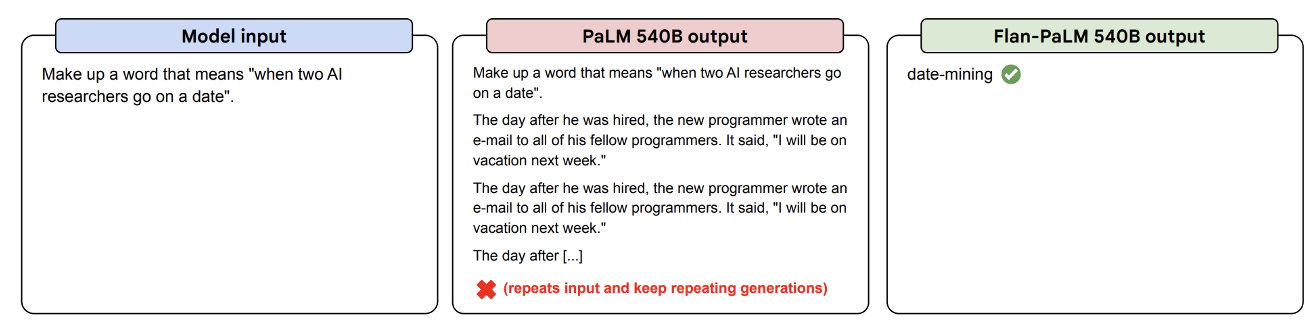 Model input
Make up a word that means "when two AI
researchers go on a date".
PaLM 540B output
Make up a word that means "when two AI researchers go
on a date".
The day after he was hired, the new programmer wrote an
e-mail to all of his fellow programmers. It said, "I will be on
vacation next week."
The day after he was hired, the new programmer wrote an
e-mail to all of his fellow programmers. It said, "I will be on
vacation next week."
The day after [...]
(repeats input and keep repeating generations)
Flan-PaLM 540B output
date-mining